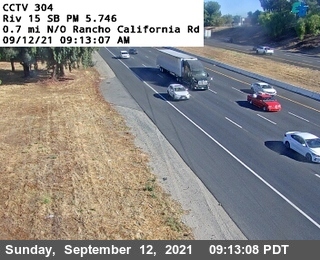 CCTV 304
Riv 15 SB PM 5.746
0.7 mi N/O Rancho California Rd
09/12/21 09:13:07 AM
Sunday, September 12, 2021 09:13:08 PDT